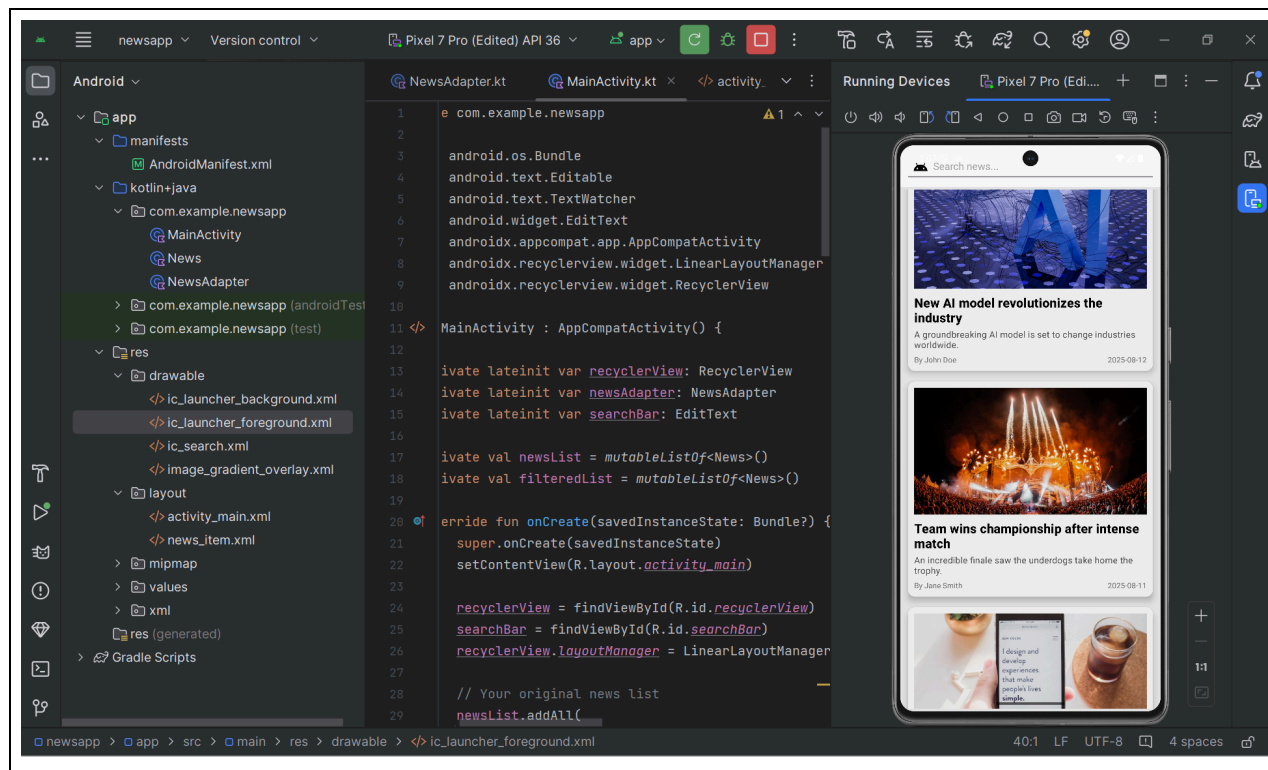 newsapp Version control Pixel 7 Pro (Edited) API 36 app
Android
app
manifests
AndroidManifest.xml
kotlin+java
com.example.newsapp
MainActivity
News
NewsAdapter
com.example.newsapp (androidTest
com.example.newsapp (test)
res
drawable
ic_launcher_background.xml
ic_launcher_foreground.xml
ic_search.xml
image_gradient_overlay.xml
layout
activity_main.xml
news_item.xml
mipmap
values
xml
res (generated)
Gradle Scripts
NewsAdapter.kt MainActivity.kt activity_
1
1 e com.example.newsapp
2
3 android.os.Bundle
4 android.text.Editable
5 android.text.TextWatcher
6 android.widget.EditText
7 androidx.appcompat.app.AppCompatActivity
8 androidx.recyclerview.widget.LinearLayoutManager
9 androidx.recyclerview.widget.RecyclerView
10
11 MainActivity : AppCompatActivity() {
12
13 ivate lateinit var recyclerView: RecyclerView
14 ivate lateinit var newsAdapter: NewsAdapter
15 ivate lateinit var searchBar: EditText
16
17 ivate val newsList = mutableListOf<News>()
18 ivate val filteredList = mutableListOf<News>()
19
20 erride fun onCreate(savedInstanceState: Bundle?) {
21 super.onCreate(savedInstanceState)
22 setContentView(R.layout.activity_main)
23
24 recyclerView = findViewById(R.id.recyclerView)
25 searchBar = findViewById(R.id.searchBar)
26 recyclerView.layoutManager = LinearLayoutManager
27
28 // Your original news list
29 newsList.addAll(
Running Devices Pixel 7 Pro (Edi....
Search news...
AI
New AI model revolutionizes the
industry
A groundbreaking AI model is set to change industries
worldwide.
By John Doe 2025-08-12
Team wins championship after intense
match
An incredible finale saw the underdogs take home the
trophy.
By Jane Smith 2025-08-11
I design and
develop
experiences
that make
people's lives
simple.
1:1
newsapp > app > src > main > res > drawable > ic_launcher_foreground.xml
40:1 LF UTF-8 4 spaces